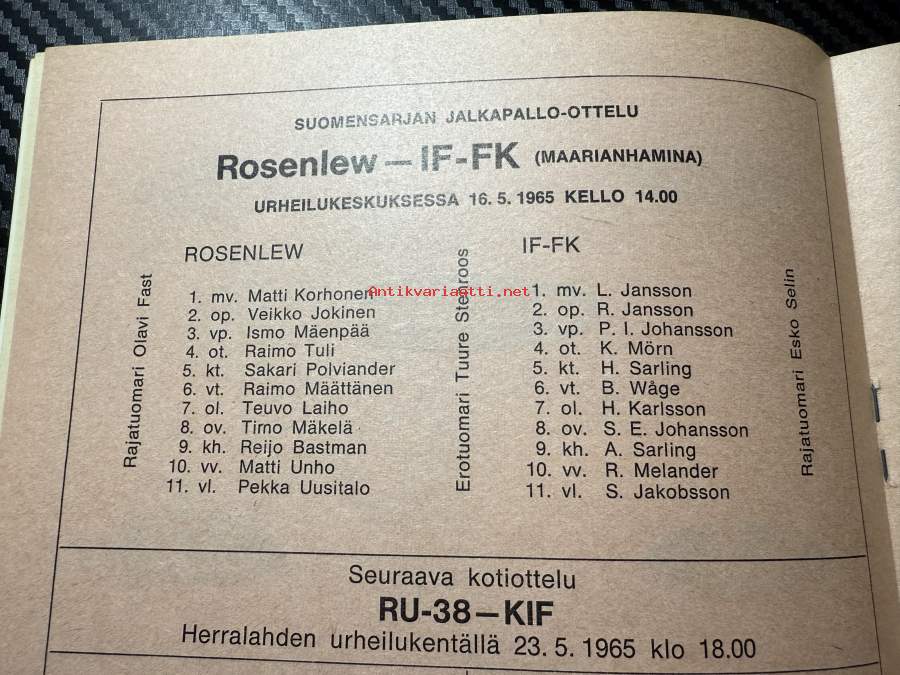 SUOMENSARJAN JALKAPALLO-OTTELU
Rosenlew — IF-FK (MAARIANHAMINA)
URHEILUKESKUKSESSA 16. 5. 1965 KELLO 14.00
Rajatuomari Olavi Fast
ROSENLEW
1. mv. Matti Korhonen
2. op. Veikko Jokinen
3. vp. Ismo Mäenpää
4. ot. Raimo Tuli
5. kt. Sakari Polviander
6. vt. Raimo Määttänen
7. ol. Teuvo Laiho
8. ov. Timo Mäkelä
9. kh. Reijo Bastman
10. vv. Matti Unho
11. vl. Pekka Uusitalo
Erotuomari Tuure Stenroos
IF-FK
1. mv. L. Jansson
2. op. R. Jansson
3. vp. P. I. Johansson
4. ot. K. Mörn
5. kt. H. Sarling
6. vt. B. Wåge
7. ol. H. Karlsson
8. ov. S. E. Johansson
9. kh. A. Sarling
10. vv. R. Melander
11. vl. S. Jakobsson
Rajatuomari Esko Selin
Antikvariaatti.net
Seuraava kotiottelu
RU-38—KIF
Herralahden urheilukentällä 23. 5. 1965 klo 18.00